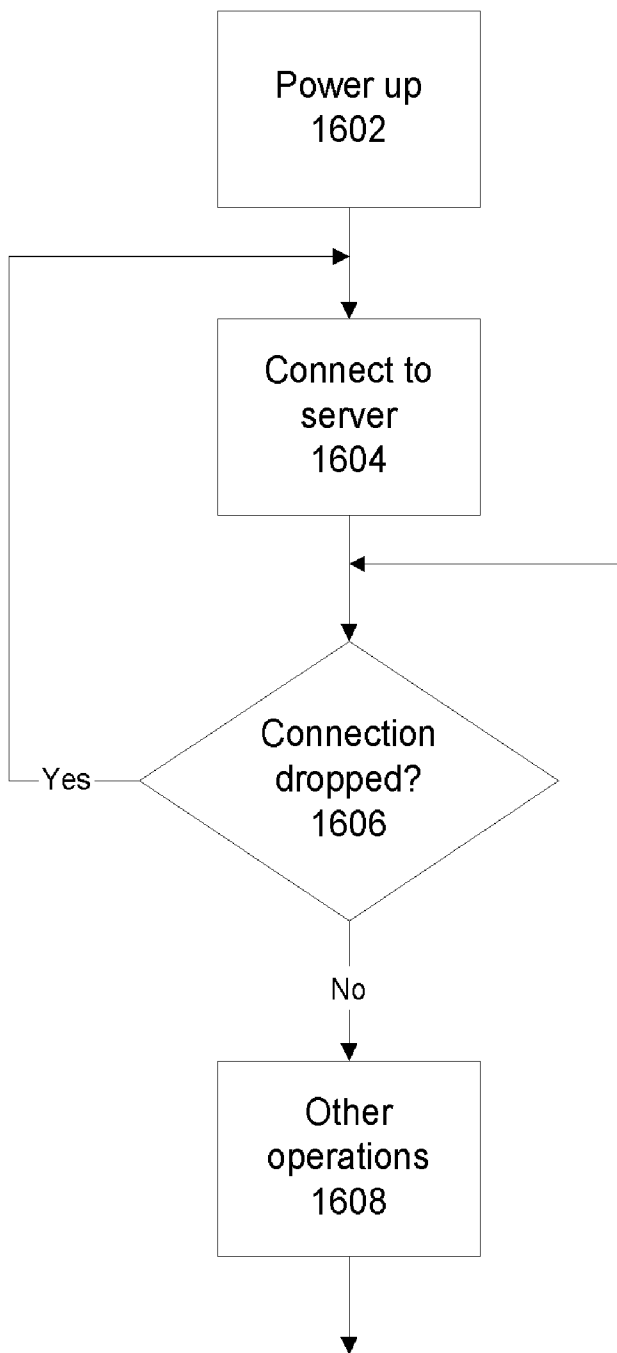 Power up
1602
Connect to
server
1604
Connection
dropped?
1606
Yes
No
Other
operations
1608